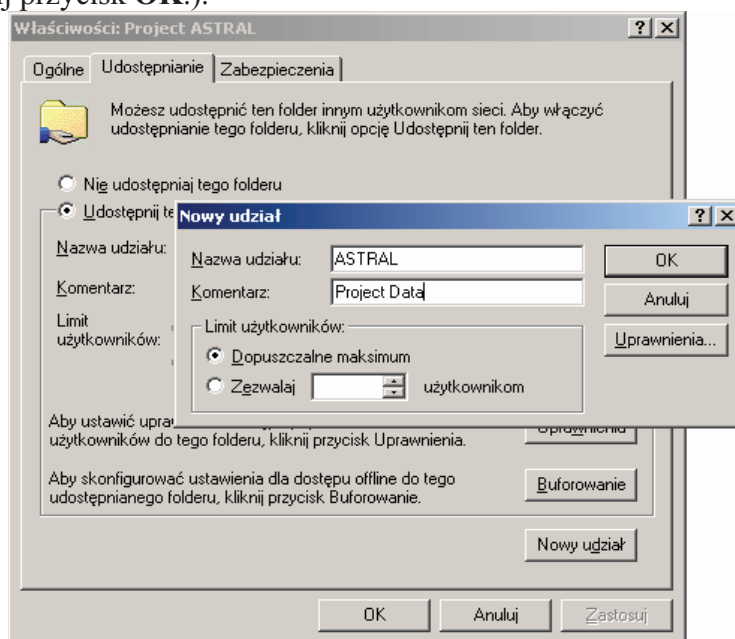 przycisk OK.).
Właściwości: Project ASTRAL
Ogólne Udostępnianie Zabezpieczenia
Możesz udostępnić ten folder innym użytkownikom sieci. Aby włączyć
udostępnianie tego folderu, kliknij opcję Udostępnij ten folder.
Nie udostępniaj tego folderu
Udostępnij
Nowy udział
Nazwa udziału:
Komentarz:
Limit
użytkowników:
Nazwa udziału: ASTRAL
Komentarz: Project Data
Limit użytkowników:
Dopuszczalne maksimum
Zezwalaj użytkownikom
OK
Anuluj
Uprawnienia...
Aby ustawić
użytkowników do tego folderu, kliknij przycisk Uprawnienia.
Uprawnienia
Aby skonfigurować ustawienia dla dostępu offline do tego
udostępnianego folderu, kliknij przycisk Buforowanie.
Buforowanie
Nowy udział
OK Anuluj Zastosuj